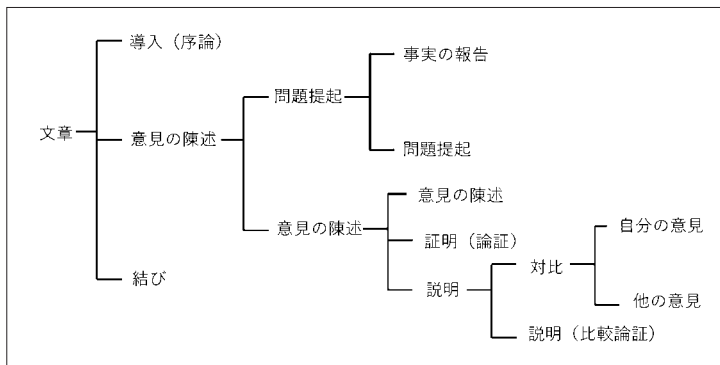 導入（序論）
事実の報告
問題提起
文章
意見の陳述
問題提起
意見の陳述
意見の陳述
証明（論証）
自分の意見
対比
結び
説明
他の意見
説明（比較論証）